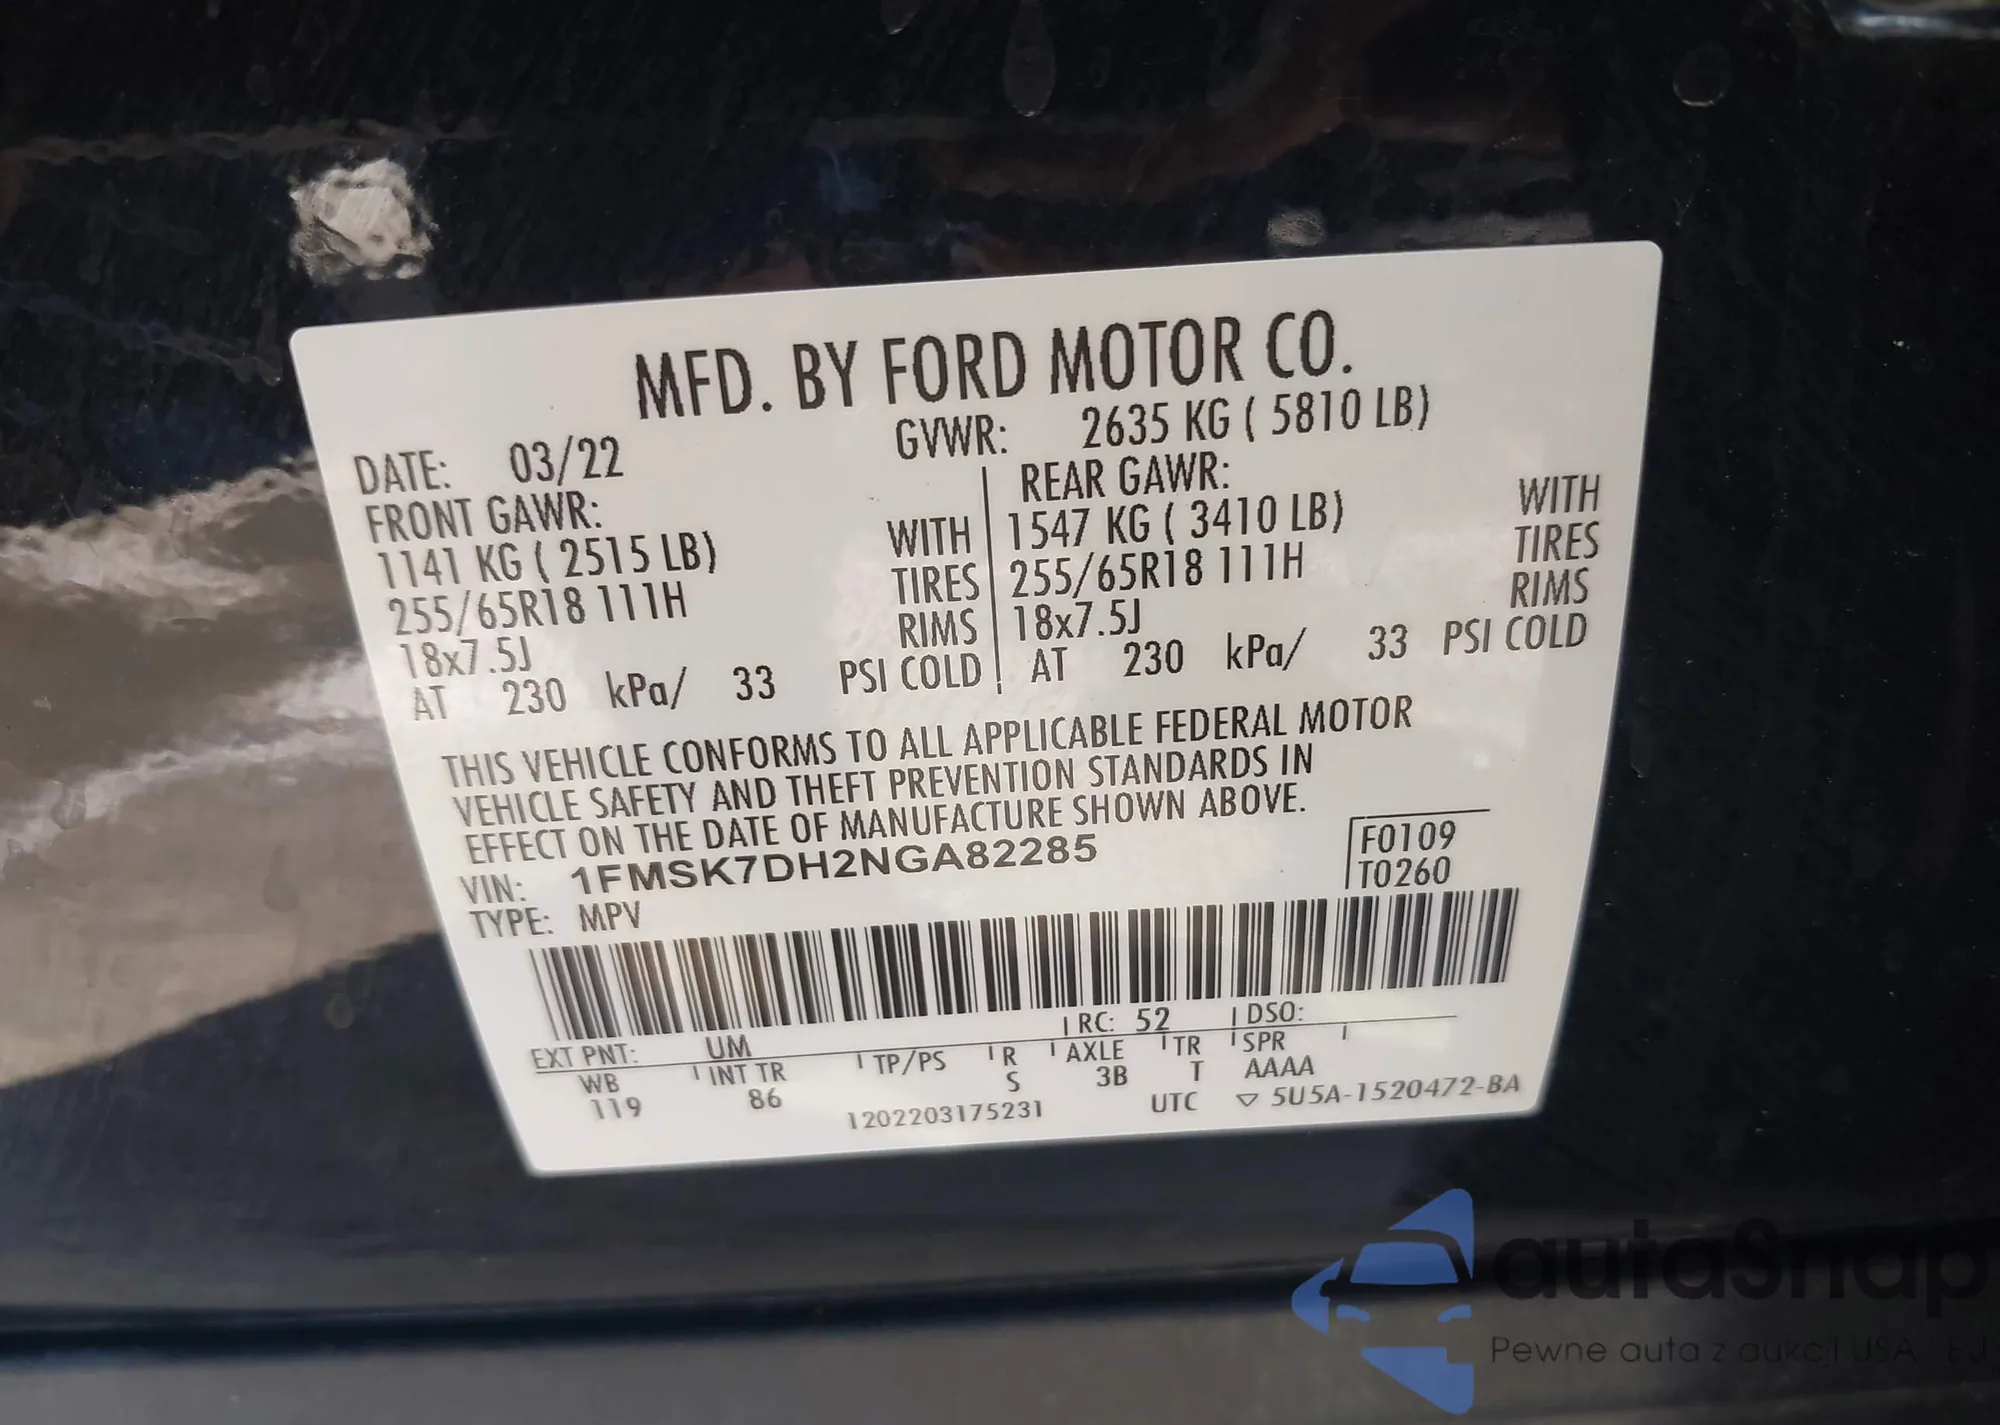 MFD. BY FORD MOTOR CO.
DATE: 03/22 GVWR: 2635 KG ( 5810 LB)
FRONT GAWR: REAR GAWR:
1141 KG ( 2515 LB) WITH 1547 KG ( 3410 LB) WITH
255/65R18 111H TIRES 255/65R18 111H TIRES
18x7.5J RIMS 18x7.5J RIMS
AT 230 kPa/ 33 PSI COLD AT 230 kPa/ 33 PSI COLD
THIS VEHICLE CONFORMS TO ALL APPLICABLE FEDERAL MOTOR
VEHICLE SAFETY AND THEFT PREVENTION STANDARDS IN
EFFECT ON THE DATE OF MANUFACTURE SHOWN ABOVE.
VIN: 1FMSK7DH2NGA82285 F0109
TYPE: MPV T0260
EXT PNT: UM RC: 52 DSO:
WB INT TR TP/PS R AXLE TR SPR
119 86 S 3B T AAAA
1202203175231 UTC ▽ 5U5A-1520472-BA
autaSnap
Pewne auta z aukcji USA EU